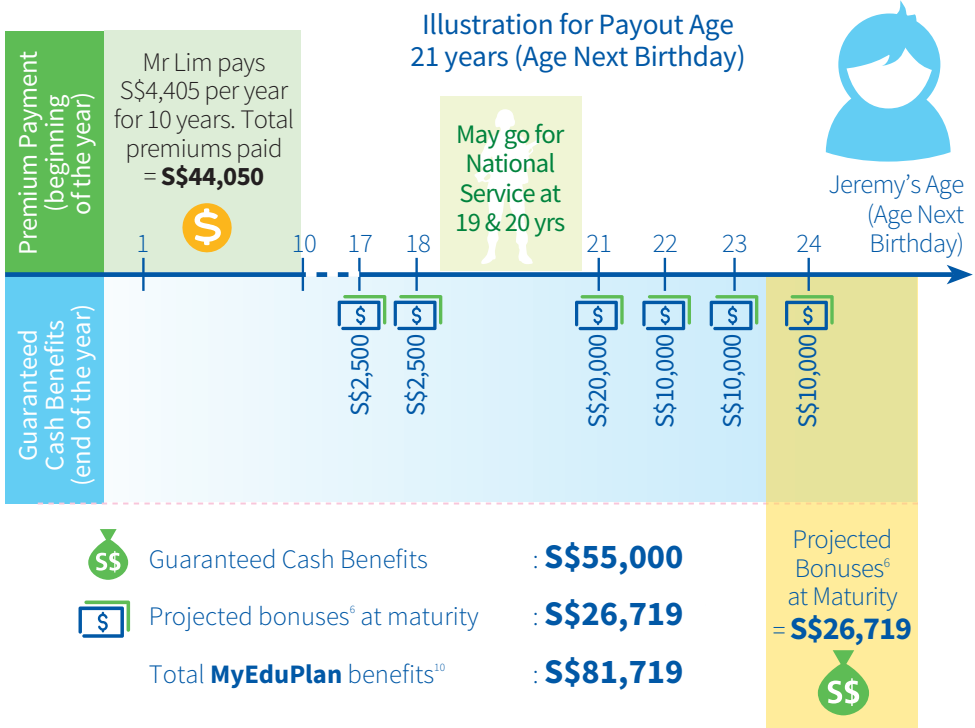 Illustration for Payout Age
21 years (Age Next Birthday)
Premium Payment
(beginning
of the year)
Mr Lim pays
S$4,405 per year
for 10 years. Total
premiums paid
= S$44,050
$
May go for
National
Service at
19 & 20 yrs
Jeremy's Age
(Age Next
Birthday)
1 10 17 18 21 22 23 24
Guaranteed
Cash Benefits
(end of the year)
$ $ $ $ $ $
S$2,500 S$2,500 S$20,000 S$10,000 S$10,000 S$10,000
S$ Guaranteed Cash Benefits : S$55,000
$ Projected bonuses⁶ at maturity : S$26,719
Total MyEduPlan benefits¹⁰ : S$81,719
Projected
Bonuses⁶
at Maturity
= S$26,719
S$